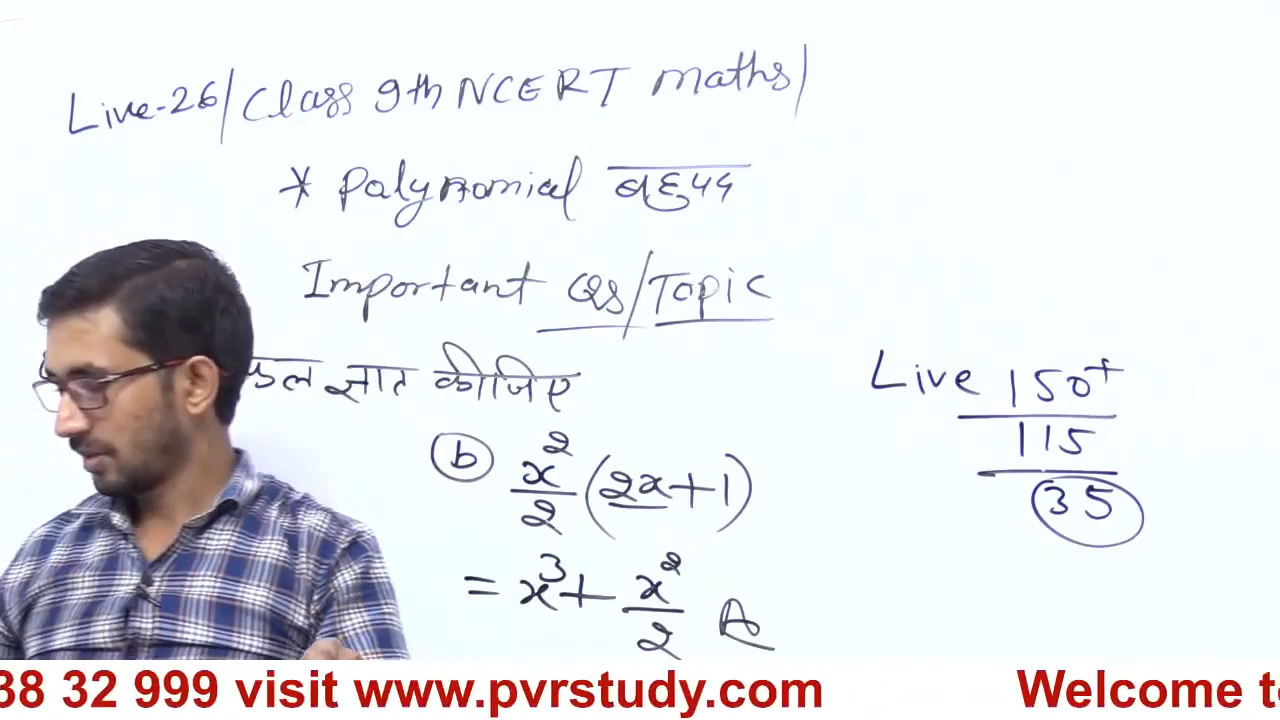 Live-26/Class 9th NCERT maths/
* Polynomial बहुपद
Important Qs/Topic
ज्ञात कीजिए
(b) x²/2 (2x+1)
= x³ + x²/2 A
Live 150+
115
35
38 32 999 visit www.pvrstudy.com Welcome to